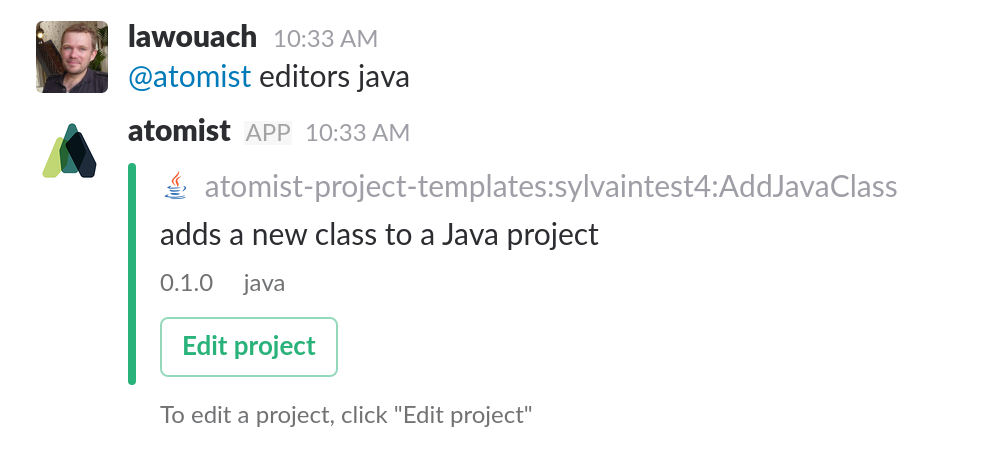 lawouach 10:33 AM
@atomist editors java
atomist APP 10:33 AM
atomist-project-templates:sylvaintest4:AddJavaClass
adds a new class to a Java project
0.1.0 java
Edit project
To edit a project, click "Edit project"